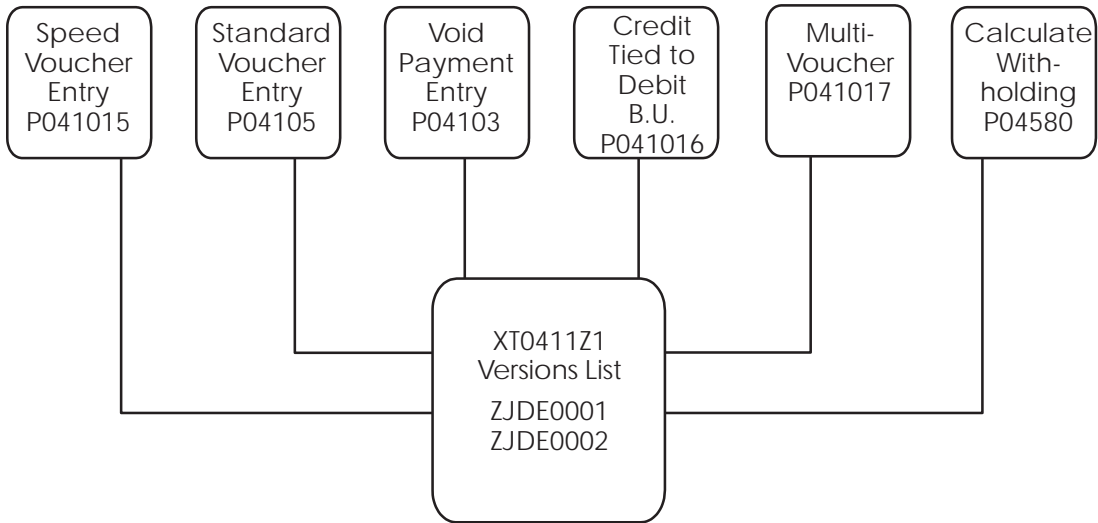 Speed
Voucher
Entry
P041015
Standard
Voucher
Entry
P04105
Void
Payment
Entry
P04103
Credit
Tied to
Debit
B.U.
P041016
Multi-
Voucher
P041017
Calculate
With-
holding
P04580
XT0411Z1
Versions List
ZJDE0001
ZJDE0002